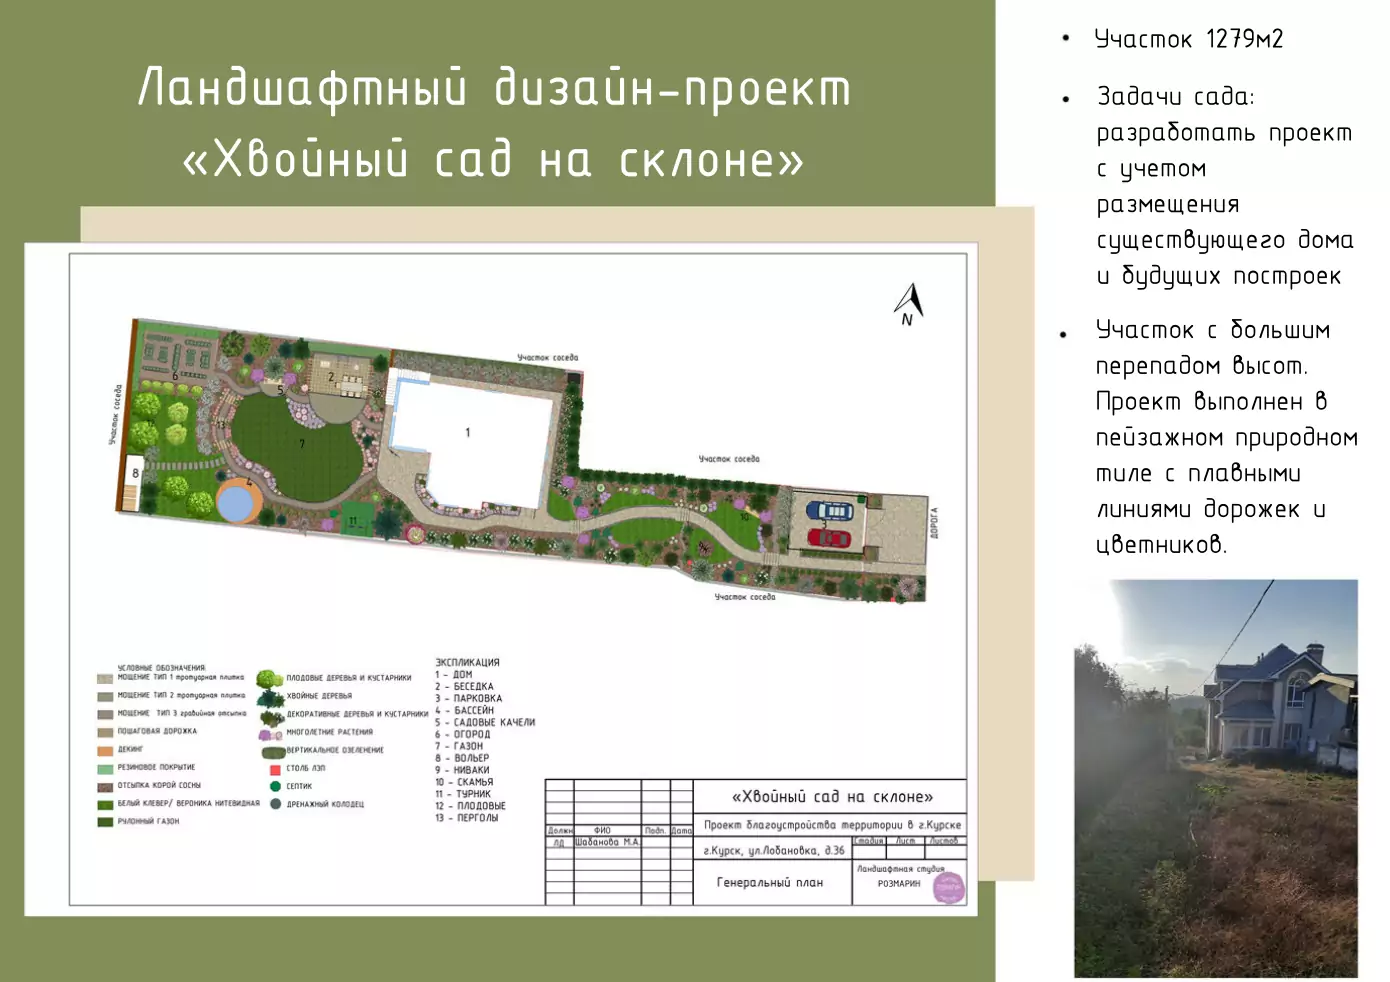 Ландшафтный дизайн-проект
«Хвойный сад на склоне»
Участок 1279м2
Задачи сада:
разработать проект
с учетом
размещения
существующего дома
и будущих построек
Участок с большим
перепадом высот.
Проект выполнен в
пейзажном природном
тиле с плавными
линиями дорожек и
цветников.
N
Участок соседа
Участок соседа
Участок соседа
Участок соседа
ДОРОГА
1
2
3
4
5
6
7
8
10
11
12
13
УСЛОВНЫЕ ОБОЗНАЧЕНИЯ:
МОЩЕНИЕ ТИП 1 тротуарная плитка
МОЩЕНИЕ ТИП 2 тротуарная плитка
МОЩЕНИЕ ТИП 3 гравийная отсыпка
ПОШАГОВАЯ ДОРОЖКА
ДЕКИНГ
РЕЗИНОВОЕ ПОКРЫТИЕ
ОТСЫПКА КОРОЙ СОСНЫ
БЕЛЫЙ КЛЕВЕР/ ВЕРОНИКА НИТЕВИДНАЯ
РУЛОННЫЙ ГАЗОН
ПЛОДОВЫЕ ДЕРЕВЬЯ И КУСТАРНИКИ
ХВОЙНЫЕ ДЕРЕВЬЯ
ДЕКОРАТИВНЫЕ ДЕРЕВЬЯ И КУСТАРНИКИ
МНОГОЛЕТНИЕ РАСТЕНИЯ
ВЕРТИКАЛЬНОЕ ОЗЕЛЕНЕНИЕ
СТОЛБ ЛЭП
СЕПТИК
ДРЕНАЖНЫЙ КОЛОДЕЦ
ЭКСПЛИКАЦИЯ
1 - ДОМ
2 - БЕСЕДКА
3 - ПАРКОВКА
4 - БАССЕЙН
5 - САДОВЫЕ КАЧЕЛИ
6 - ОГОРОД
7 - ГАЗОН
8 - ВОЛЬЕР
9 - НИВАКИ
10 - СКАМЬЯ
11 - ТУРНИК
12 - ПЛОДОВЫЕ
13 - ПЕРГОЛЫ
«Хвойный сад на склоне»
Проект благоустройства территории в г.Курске
Должн ФИО Подп. Дата
ЛД Шабанова М.А.
г.Курск, ул.Лобановка, д.36
Стадия Лист Листов
Генеральный план
Ландшафтная студия
РОЗМАРИН